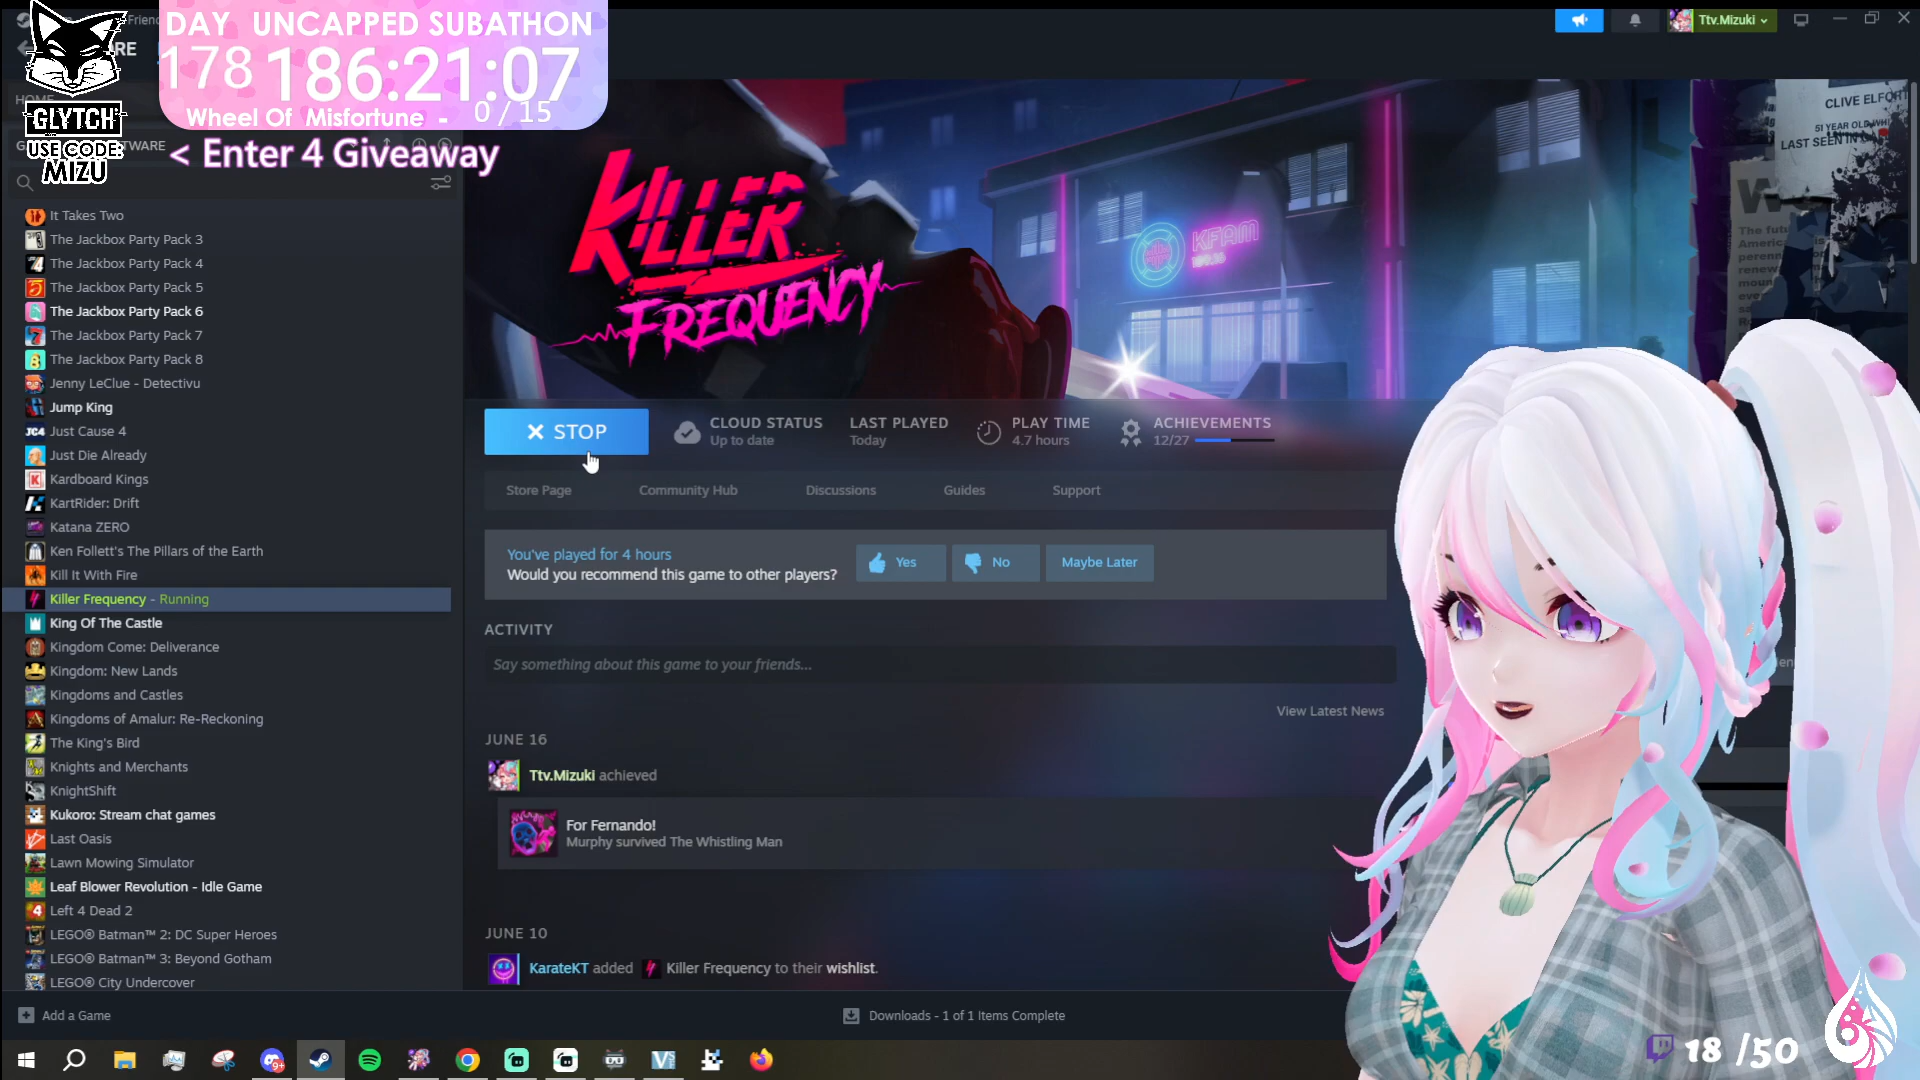 DAY UNCAPPED SUBATHON
178 186:21:07
Wheel Of Misfortune - 0 / 15
< Enter 4 Giveaway
GLYTCH
USE CODE:
MIZU
Ttv.Mizuki
HOME
KILLER
FREQUENCY
KFAM
CLIVE ELFORT
LAST SEEN IN
STOP
CLOUD STATUS
Up to date
LAST PLAYED
Today
PLAY TIME
4.7 hours
ACHIEVEMENTS
12/27
Store Page
Community Hub
Discussions
Guides
Support
You've played for 4 hours
Would you recommend this game to other players?
Yes
No
Maybe Later
ACTIVITY
Say something about this game to your friends...
View Latest News
JUNE 16
Ttv.Mizuki achieved
For Fernando!
Murphy survived The Whistling Man
JUNE 10
KarateKT added Killer Frequency to their wishlist.
It Takes Two
The Jackbox Party Pack 3
The Jackbox Party Pack 4
The Jackbox Party Pack 5
The Jackbox Party Pack 6
The Jackbox Party Pack 7
The Jackbox Party Pack 8
Jenny LeClue - Detectivu
Jump King
Just Cause 4
Just Die Already
Kardboard Kings
KartRider: Drift
Katana ZERO
Ken Follett's The Pillars of the Earth
Kill It With Fire
Killer Frequency - Running
King Of The Castle
Kingdom Come: Deliverance
Kingdom: New Lands
Kingdoms and Castles
Kingdoms of Amalur: Re-Reckoning
The King's Bird
Knights and Merchants
KnightShift
Kukoro: Stream chat games
Last Oasis
Lawn Mowing Simulator
Leaf Blower Revolution - Idle Game
Left 4 Dead 2
LEGO® Batman™ 2: DC Super Heroes
LEGO® Batman™ 3: Beyond Gotham
LEGO® City Undercover
Add a Game
Downloads - 1 of 1 Items Complete
18 /50